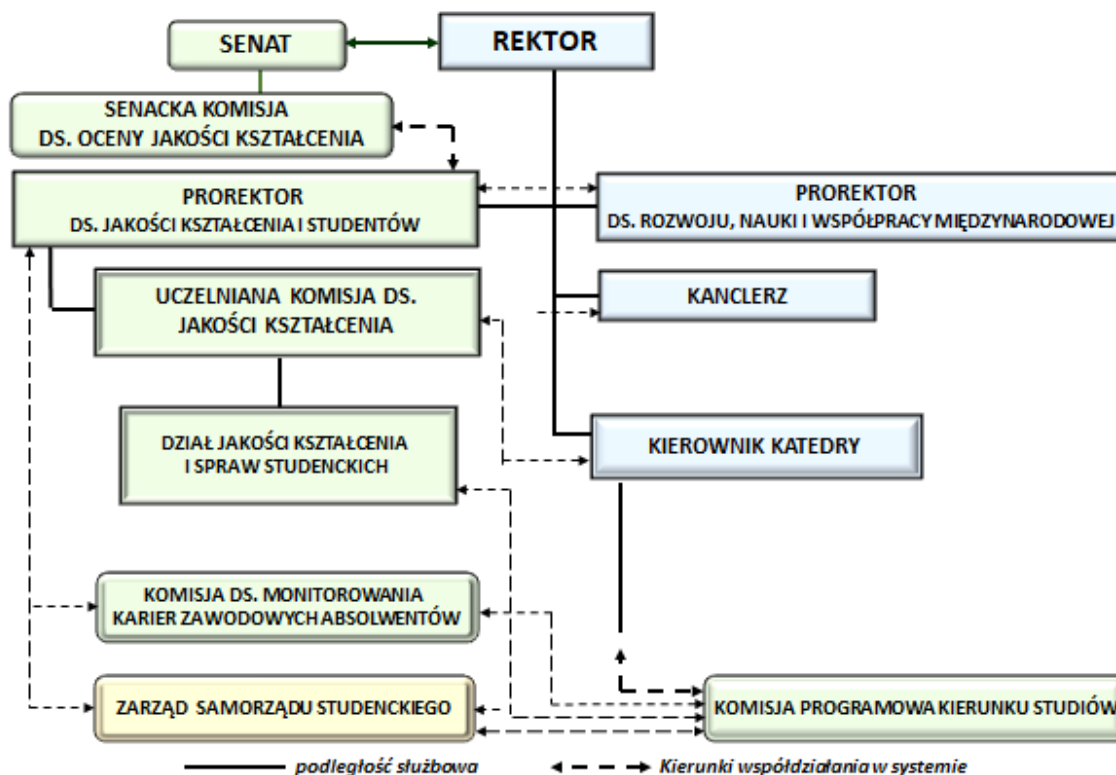 SENAT
REKTOR
SENACKA KOMISJA
DS. OCENY JAKOŚCI KSZTAŁCENIA
PROREKTOR
DS. JAKOŚCI KSZTAŁCENIA I STUDENTÓW
PROREKTOR
DS. ROZWOJU, NAUKI I WSPÓŁPRACY MIĘDZYNARODOWEJ
UCZELNIANA KOMISJA DS.
JAKOŚCI KSZTAŁCENIA
KANCLERZ
DZIAŁ JAKOŚCI KSZTAŁCENIA
I SPRAW STUDENCKICH
KIEROWNIK KATEDRY
KOMISJA DS. MONITOROWANIA
KARIER ZAWODOWYCH ABSOLWENTÓW
ZARZĄD SAMORZĄDU STUDENCKIEGO
KOMISJA PROGRAMOWA KIERUNKU STUDIÓW
podległość służbowa
Kierunki współdziałania w systemie